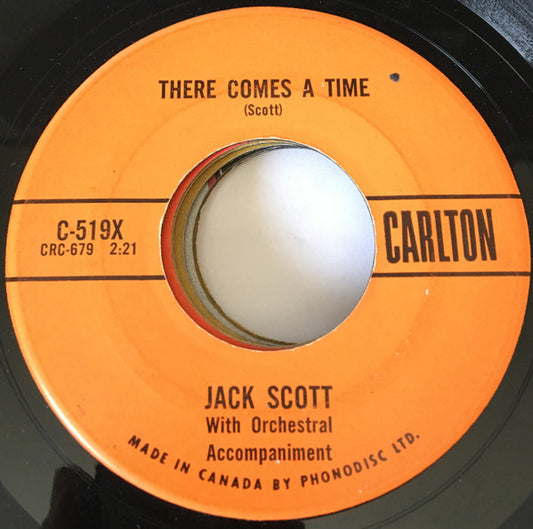 THERE COMES A TIME
(Scott)
C-519X
CRC-679 2:21
CARLTON
JACK SCOTT
With Orchestral
Accompaniment
MADE IN CANADA BY PHONODISC LTD.